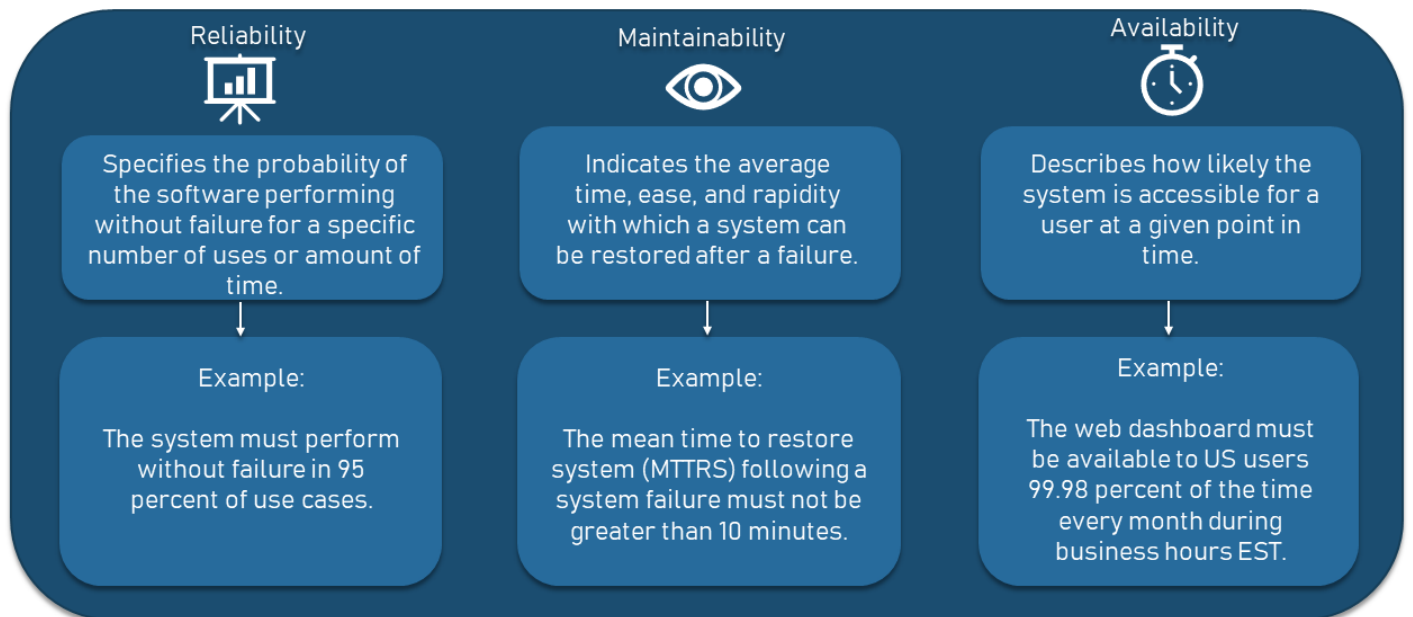 Reliability
Specifies the probability of
the software performing
without failure for a specific
number of uses or amount of
time.
Example:
The system must perform
without failure in 95
percent of use cases.
Maintainability
Indicates the average
time, ease, and rapidity
with which a system can
be restored after a failure.
Example:
The mean time to restore
system (MTTRS) following a
system failure must not be
greater than 10 minutes.
Availability
Describes how likely the
system is accessible for a
user at a given point in
time.
Example:
The web dashboard must
be available to US users
99.98 percent of the time
every month during
business hours EST.